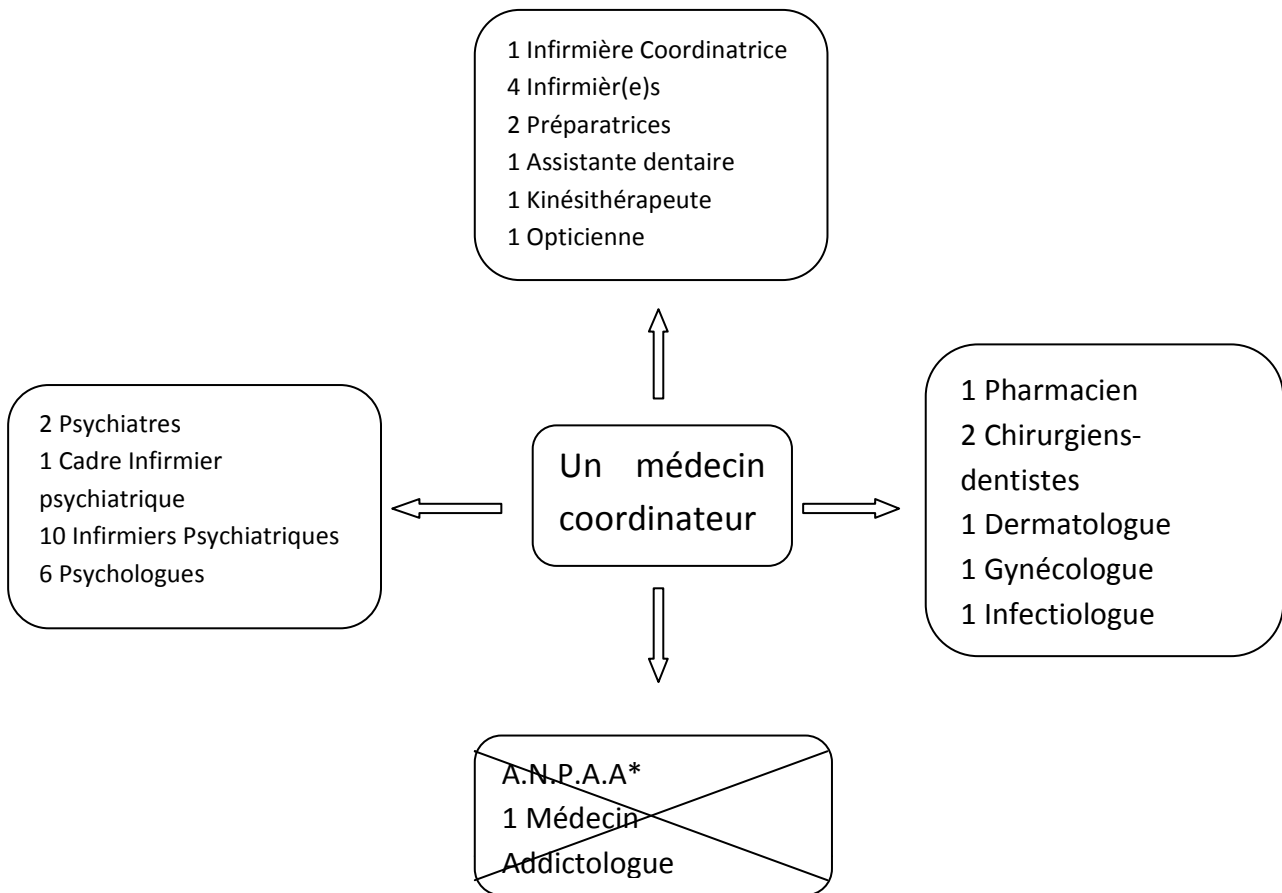 1 Infirmière Coordinatrice
4 Infirmièr(e)s
2 Préparatrices
1 Assistante dentaire
1 Kinésithérapeute
1 Opticienne
2 Psychiatres
1 Cadre Infirmier
psychiatrique
10 Infirmiers Psychiatriques
6 Psychologues
Un médecin
coordinateur
1 Pharmacien
2 Chirurgiens-
dentistes
1 Dermatologue
1 Gynécologue
1 Infectiologue
A.N.P.A.A*
1 Médecin
Addictologue